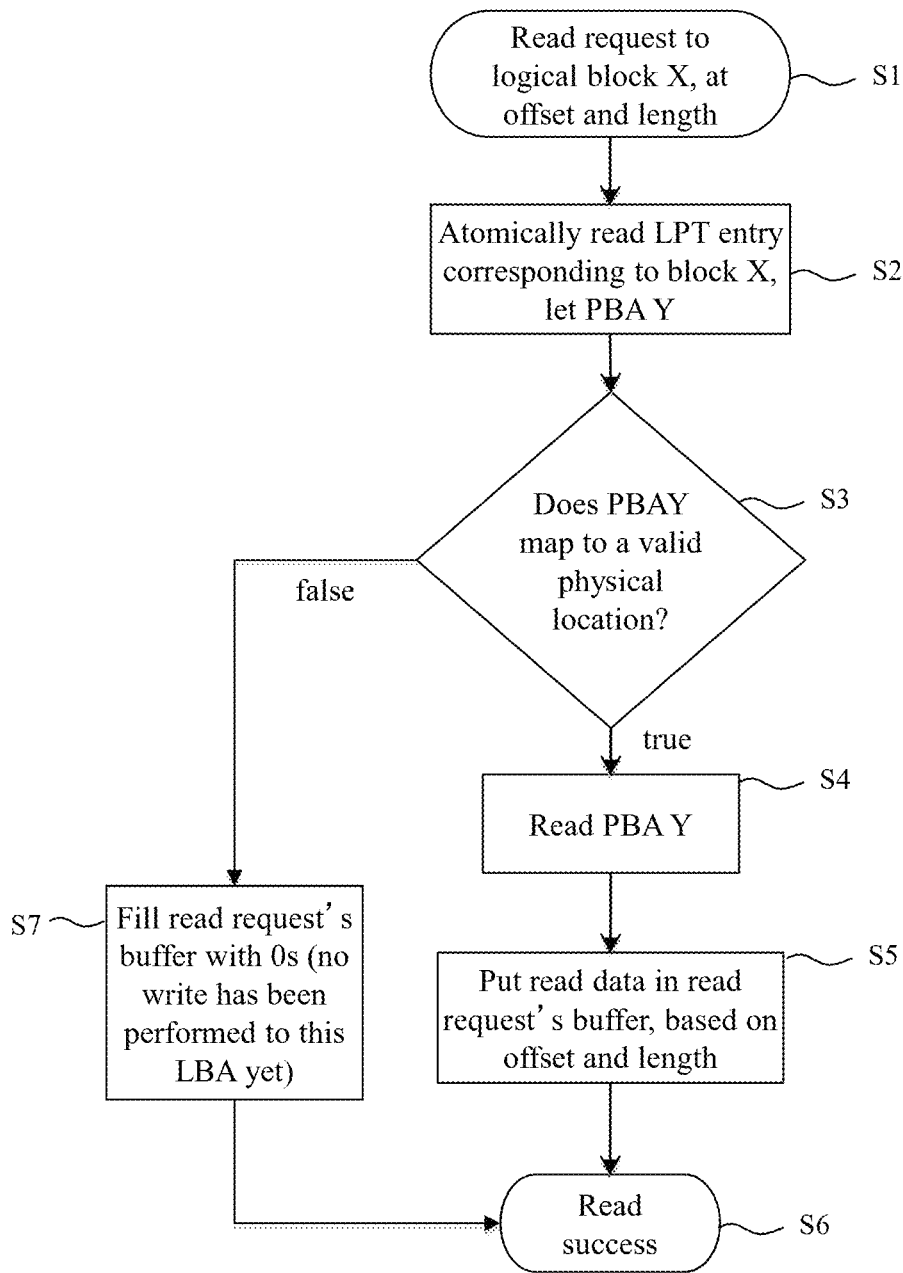 Read request to
logical block X, at
offset and length
S1
Atomically read LPT entry
corresponding to block X,
let PBA Y
S2
Does PBAY
map to a valid
physical
location?
S3
false
true
Read PBA Y
S4
S7
Fill read request’s
buffer with 0s (no
write has been
performed to this
LBA yet)
Put read data in read
request’s buffer, based on
offset and length
S5
Read
success
S6